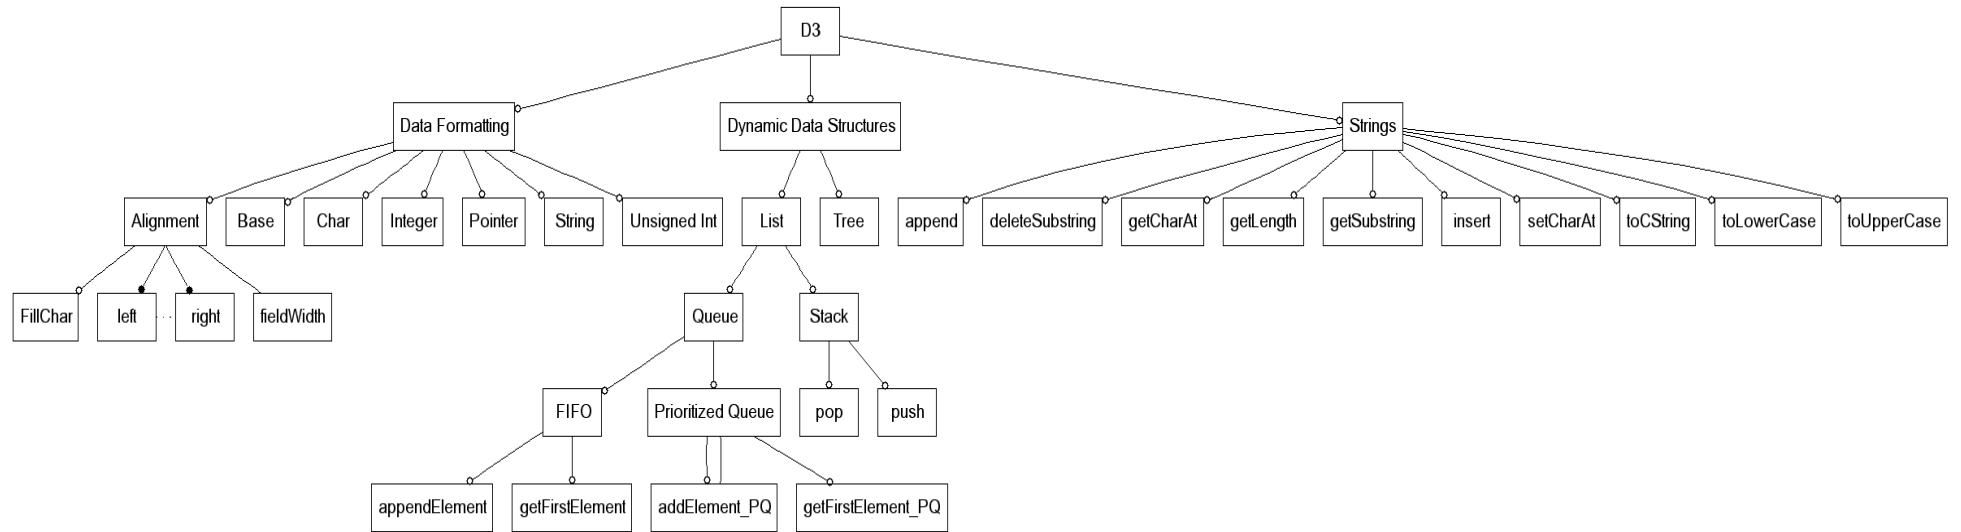 D3
Data Formatting
Dynamic Data Structures
Strings
Alignment
Base
Char
Integer
Pointer
String
Unsigned Int
List
Tree
append
deleteSubstring
getCharAt
getLength
getSubstring
insert
setCharAt
toCString
toLowerCase
toUpperCase
FillChar
left
right
fieldWidth
Queue
Stack
FIFO
Prioritized Queue
pop
push
appendElement
getFirstElement
addElement_PQ
getFirstElement_PQ